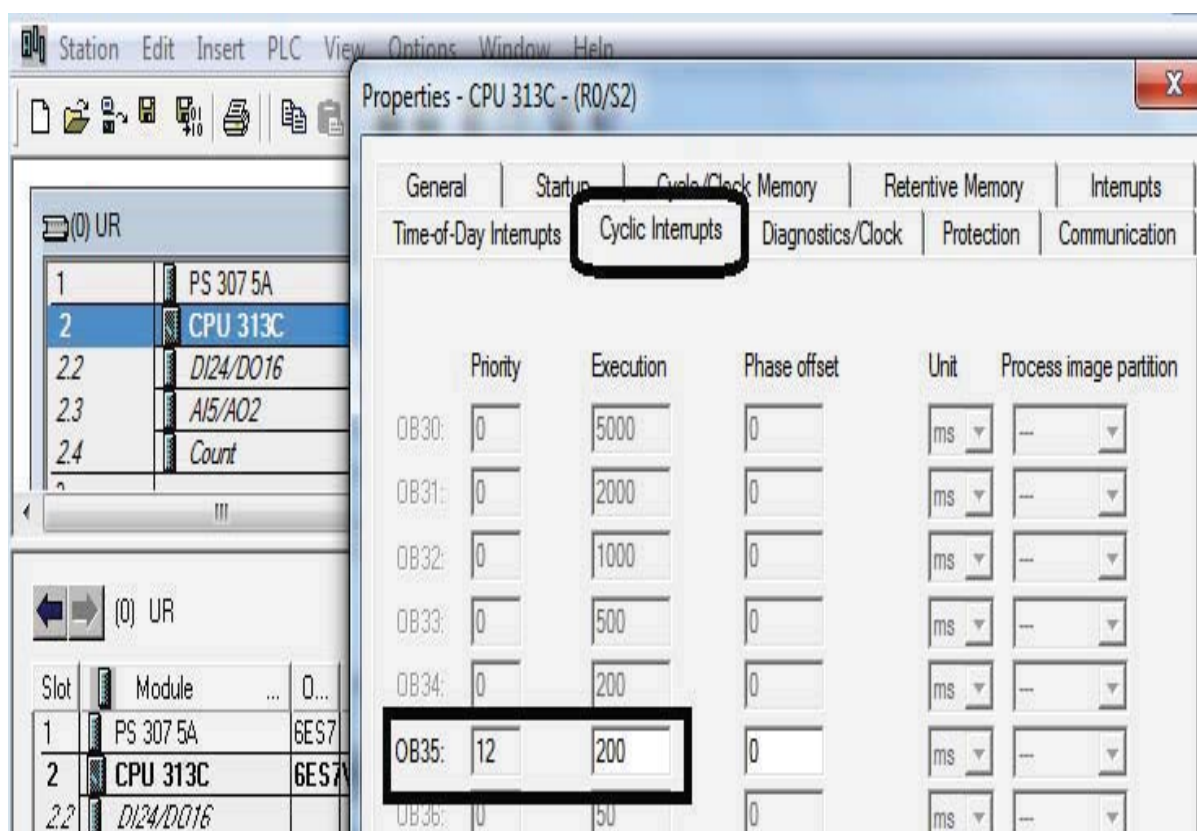 Station Edit Insert PLC View Options Window Help
Properties - CPU 313C - (R0/S2)
X
General Startup Cycle/Clock Memory Retentive Memory Interrupts
Time-of-Day Interrupts Cyclic Interrupts Diagnostics/Clock Protection Communication
(0) UR
1 PS 307 5A
2 CPU 313C
2.2 DI24/DO16
2.3 AI5/AO2
2.4 Count
Priority Execution Phase offset Unit Process image partition
OB30: 0 5000 0 ms ---
OB31: 0 2000 0 ms ---
OB32: 0 1000 0 ms ---
OB33: 0 500 0 ms ---
OB34: 0 200 0 ms ---
OB35: 12 200 0 ms ---
OB36: 0 50 0 ms ---
(0) UR
Slot Module ... O...
1 PS 307 5A 6ES7
2 CPU 313C 6ES7
2.2 DI24/DO16